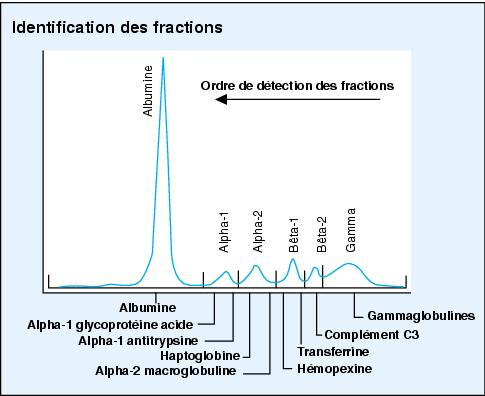 Identification des fractions
Ordre de détection des fractions
Albumine
Alpha-1
Alpha-2
Bêta-1
Bêta-2
Gamma
Albumine
Gammaglobulines
Alpha-1 glycoprotéine acide
Complément C3
Alpha-1 antitrypsine
Transferrine
Haptoglobine
Hémopexine
Alpha-2 macroglobuline